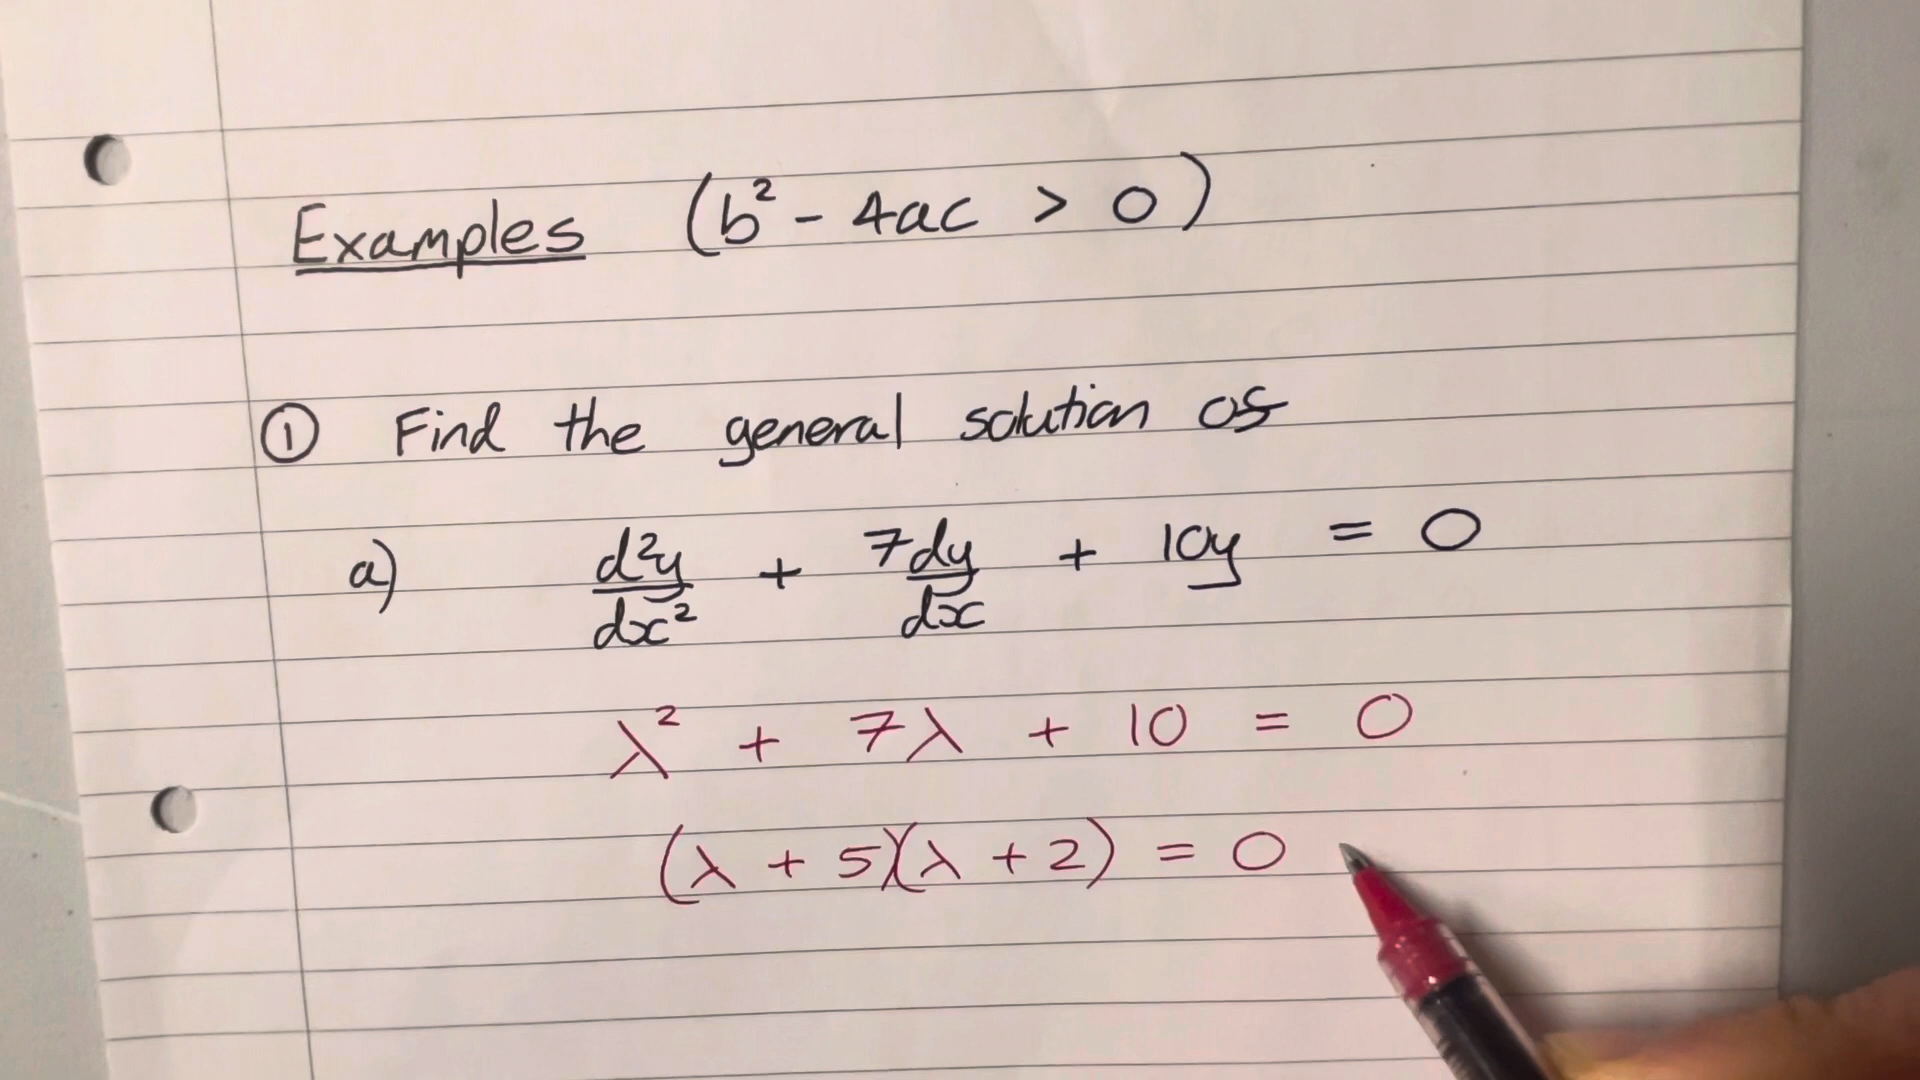 Examples (b² - 4ac > 0)
① Find the general solution of
a) d²y/dx² + 7dy/dx + 10y = 0
λ² + 7λ + 10 = 0
(λ + 5)(λ + 2) = 0